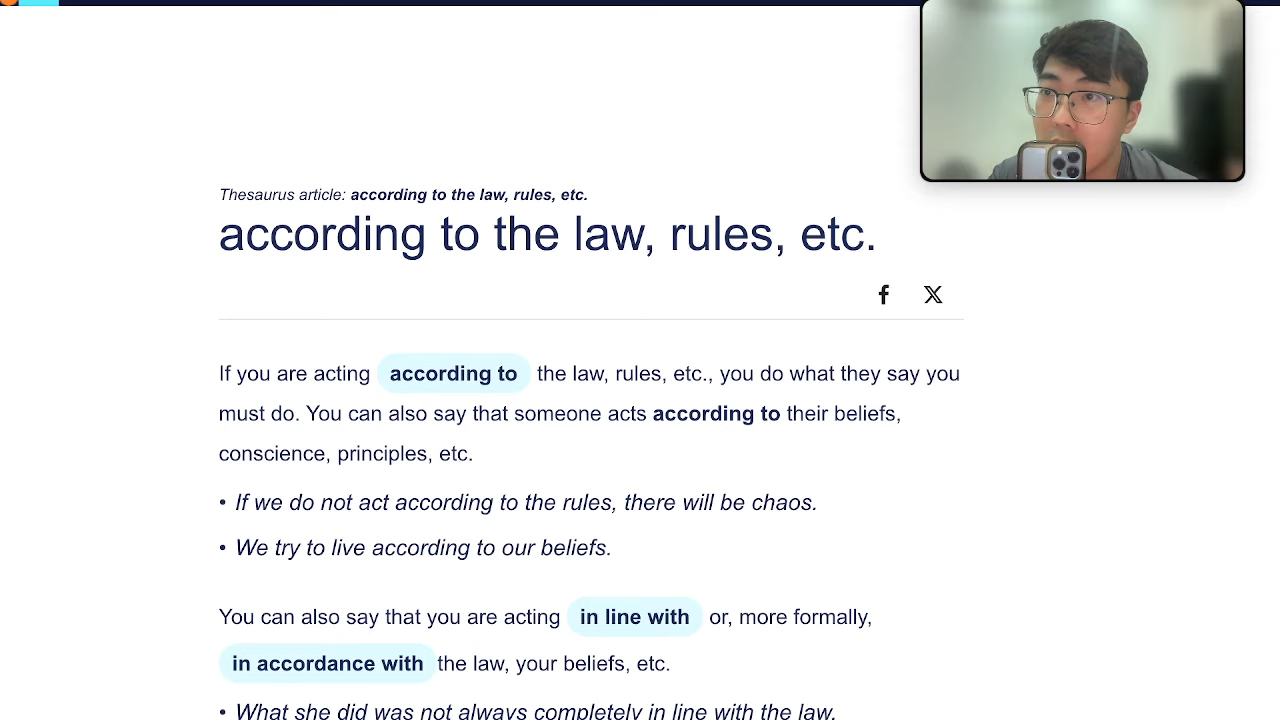 Thesaurus article: according to the law, rules, etc.
according to the law, rules, etc.
If you are acting according to the law, rules, etc., you do what they say you
must do. You can also say that someone acts according to their beliefs,
conscience, principles, etc.
• If we do not act according to the rules, there will be chaos.
• We try to live according to our beliefs.
You can also say that you are acting in line with or, more formally,
in accordance with the law, your beliefs, etc.
• What she did was not always completely in line with the law.